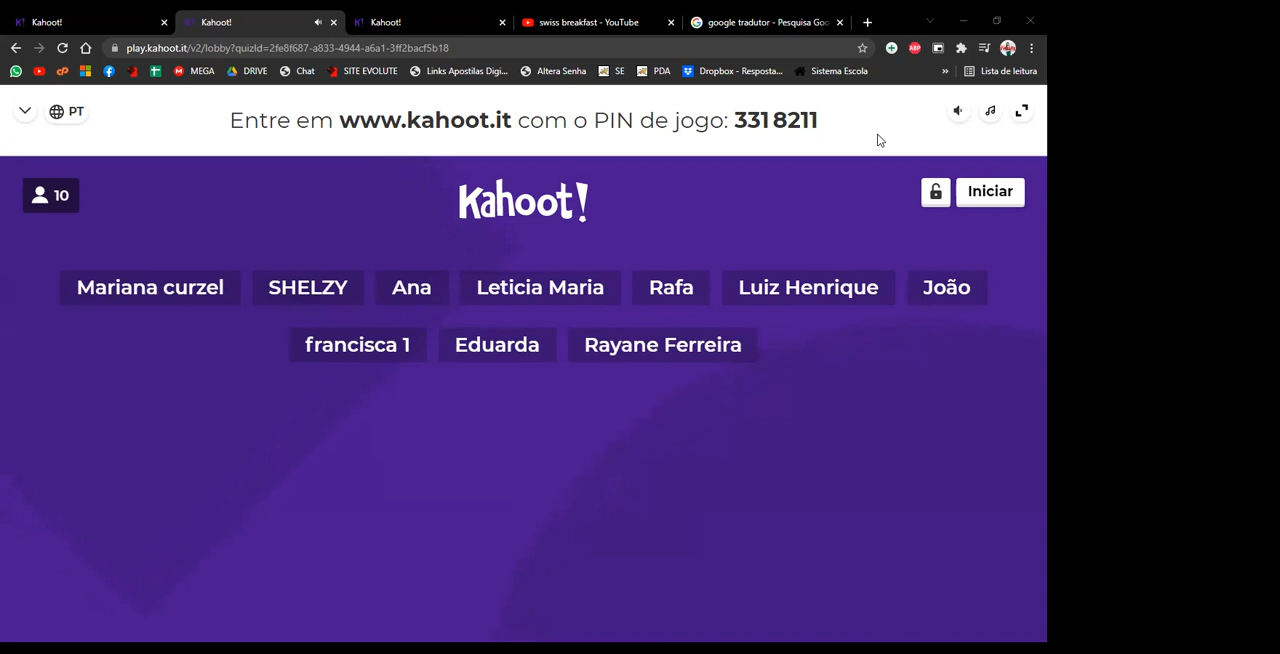 Kahoot! Kahoot! Kahoot! swiss breakfast - YouTube google tradutor - Pesquisa Goo
play.kahoot.it/v2/lobby?quizId=2fe8f687-a833-4944-a6a1-3ff2bacf5b18 ABP
MEGA DRIVE Chat SITE EVOLUTE Links Apostilas Digi... Altera Senha SE PDA Dropbox - Resposta... Sistema Escola » Lista de leitura
PT Entre em www.kahoot.it com o PIN de jogo: 331 8211
10 Kahoot! Iniciar
Mariana curzel SHELZY Ana Leticia Maria Rafa Luiz Henrique João
francisca 1 Eduarda Rayane Ferreira